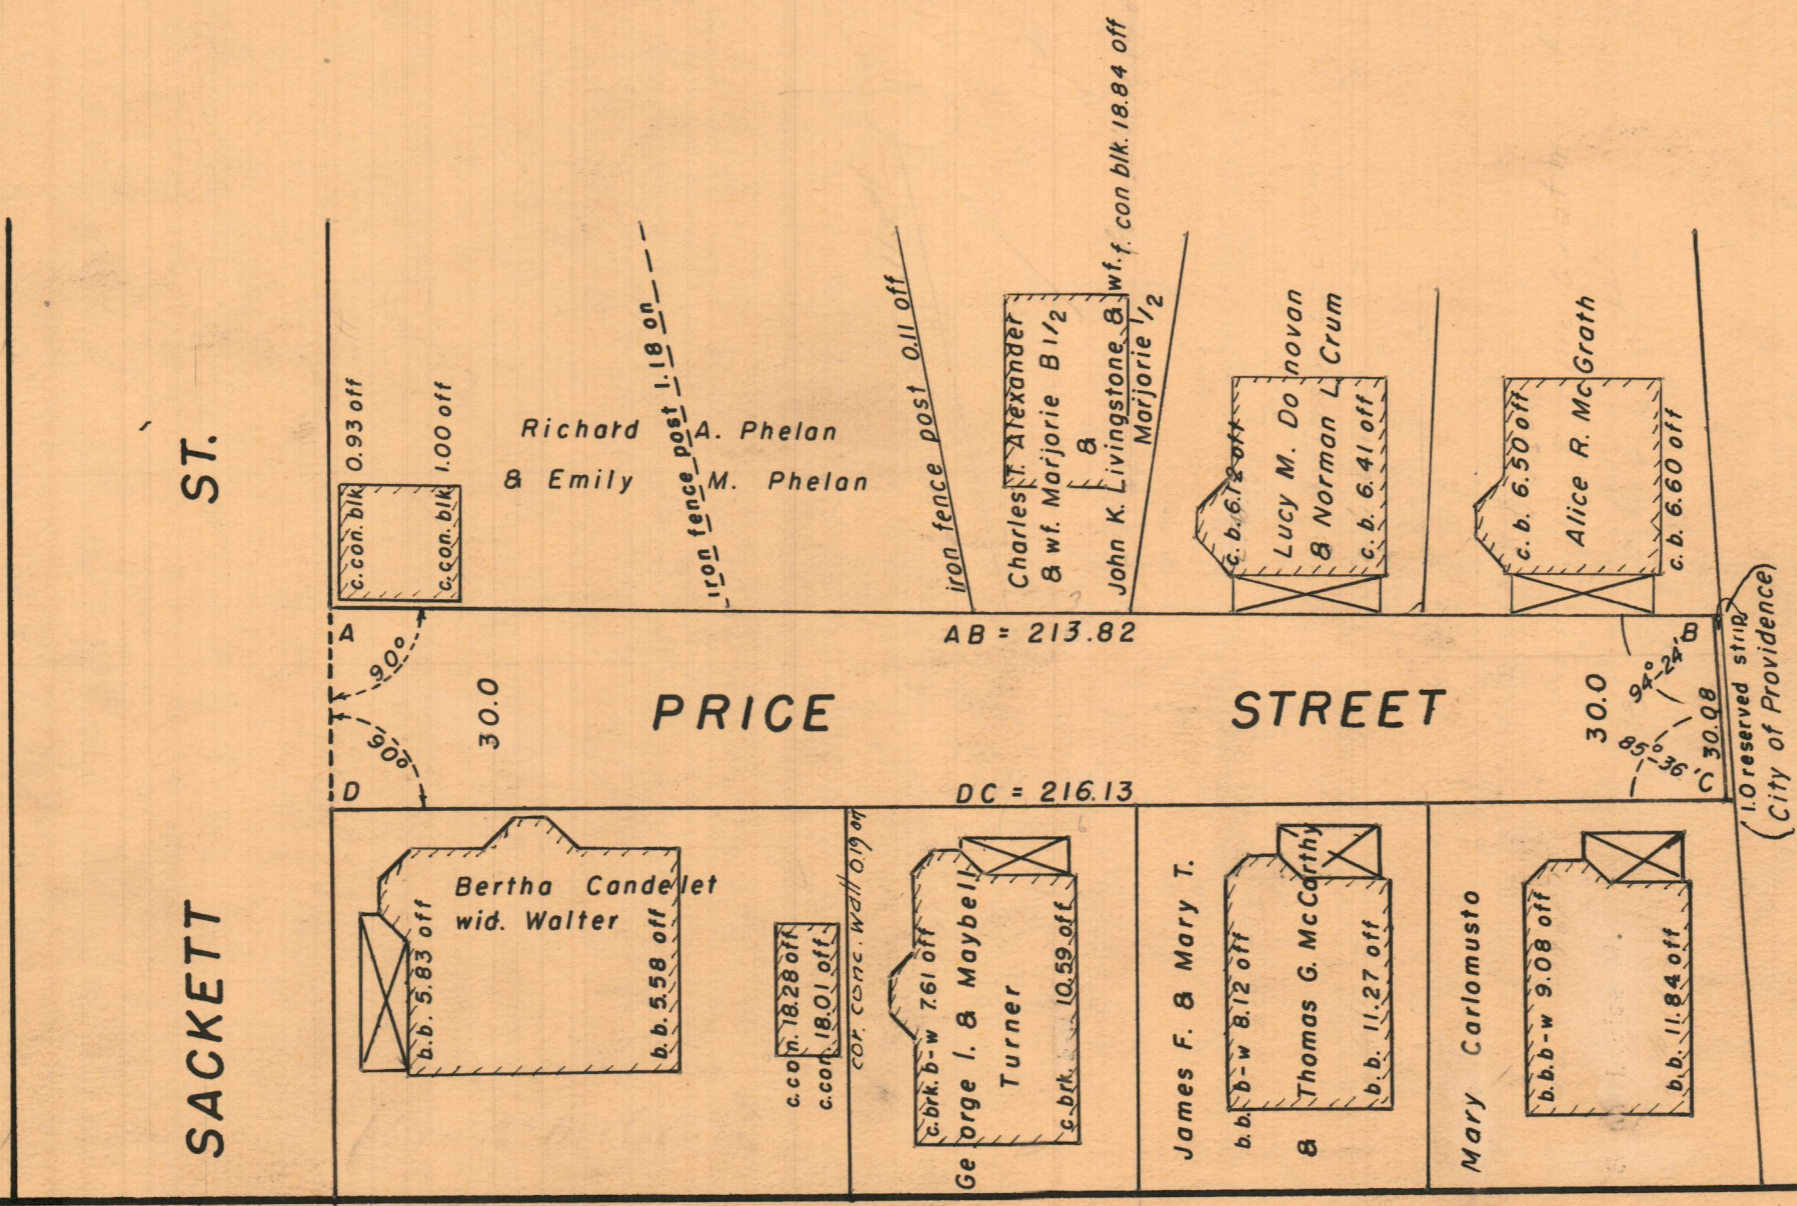 SACKETT ST.
c.con.blk. 0.93 off
c.con.blk. 1.00 off
Richard A. Phelan
& Emily M. Phelan
iron fence post 1.18 on
iron fence post 0.11 off
Charles T. Alexander
& wf. Marjorie B 1/2
&
John K. Livingstone & wf.
Marjorie 1/2
f. con blk. 18.84 off
c.b. 6.12 off
Lucy M. Donovan
& Norman L. Crum
c.b. 6.41 off
c.b. 6.50 off
Alice R. McGrath
c.b. 6.60 off
A
AB = 213.82
B
90°
90°
30.0
PRICE STREET
30.0
94°-24'
85°-36'
30.08
1.0 reserved strip
(City of Providence)
D
DC = 216.13
C
Bertha Candelet
wid. Walter
b.b. 5.83 off
b.b. 5.58 off
c.con. 18.28 off
c.con. 18.01 off
cor. conc. wall 0.19 on
c.brk.b-w 7.61 off
George I. & Maybell
Turner
c.brk. 10.59 off
James F. & Mary T.
b.b.b-w 8.12 off
& Thomas G. McCarthy
b.b. 11.27 off
Mary Carlomusto
b.b.b-w 9.08 off
b.b. 11.84 off